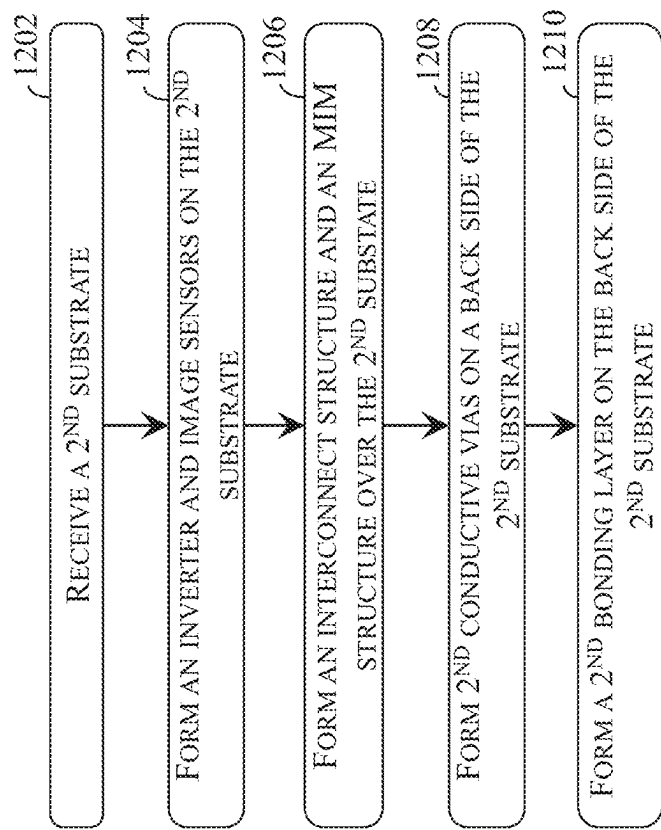 1202
RECEIVE A 2ND SUBSTRATE
1204
FORM AN INVERTER AND IMAGE SENSORS ON THE 2ND
SUBSTRATE
1206
FORM AN INTERCONNECT STRUCTURE AND AN MIM
STRUCTURE OVER THE 2ND SUBSTATE
1208
FORM 2ND CONDUCTIVE VIAS ON A BACK SIDE OF THE
2ND SUBSTRATE
1210
FORM A 2ND BONDING LAYER ON THE BACK SIDE OF THE
2ND SUBSTRATE